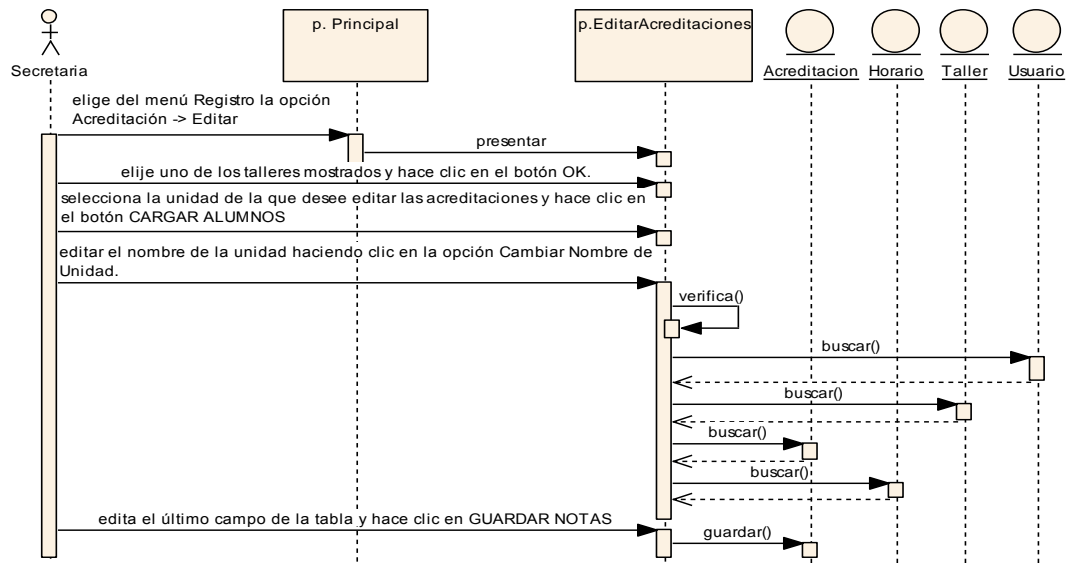 p. Principal
p.EditarAcreditaciones
Secretaria
Acreditacion
Horario
Taller
Usuario
elige del menú Registro la opción
Acreditación -> Editar
presentar
elije uno de los talleres mostrados y hace clic en el botón OK.
selecciona la unidad de la que desee editar las acreditaciones y hace clic en
el botón CARGAR ALUMNOS
editar el nombre de la unidad haciendo clic en la opción Cambiar Nombre de
Unidad.
verifica()
buscar()
buscar()
buscar()
buscar()
edita el último campo de la tabla y hace clic en GUARDAR NOTAS
guardar()